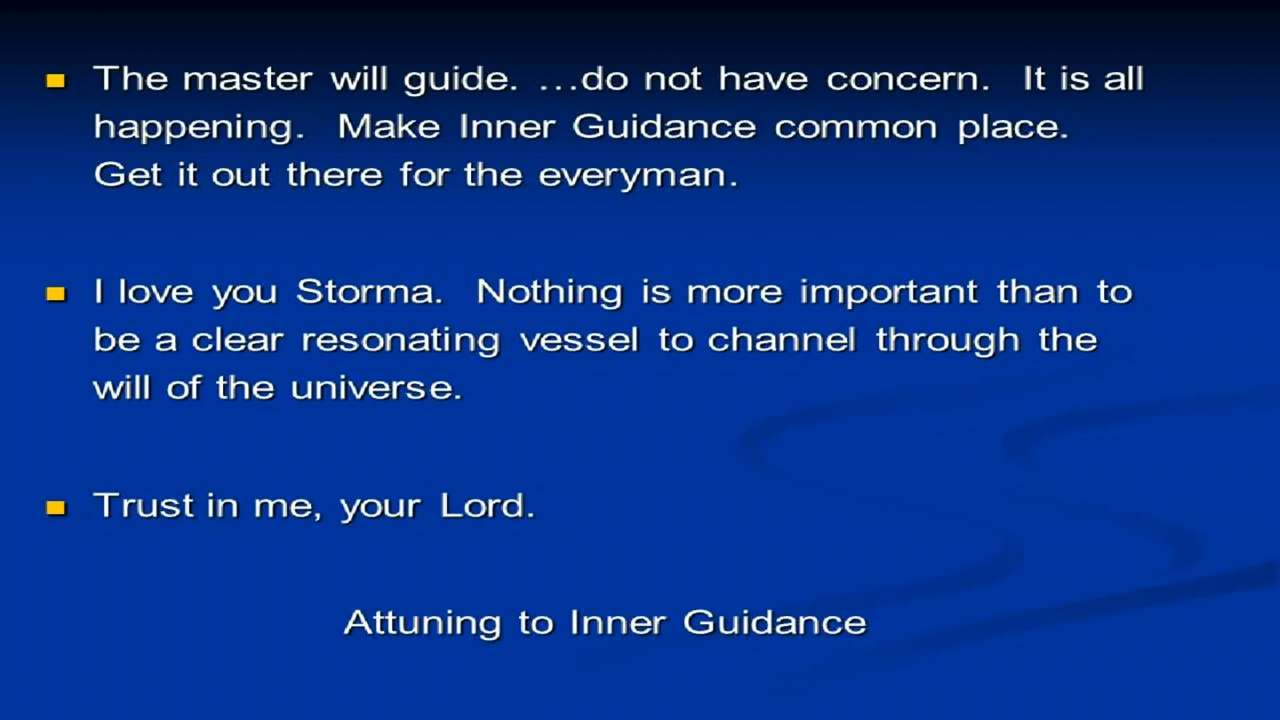 The master will guide. ...do not have concern. It is all
happening. Make Inner Guidance common place.
Get it out there for the everyman.
I love you Storma. Nothing is more important than to
be a clear resonating vessel to channel through the
will of the universe.
Trust in me, your Lord.
Attuning to Inner Guidance